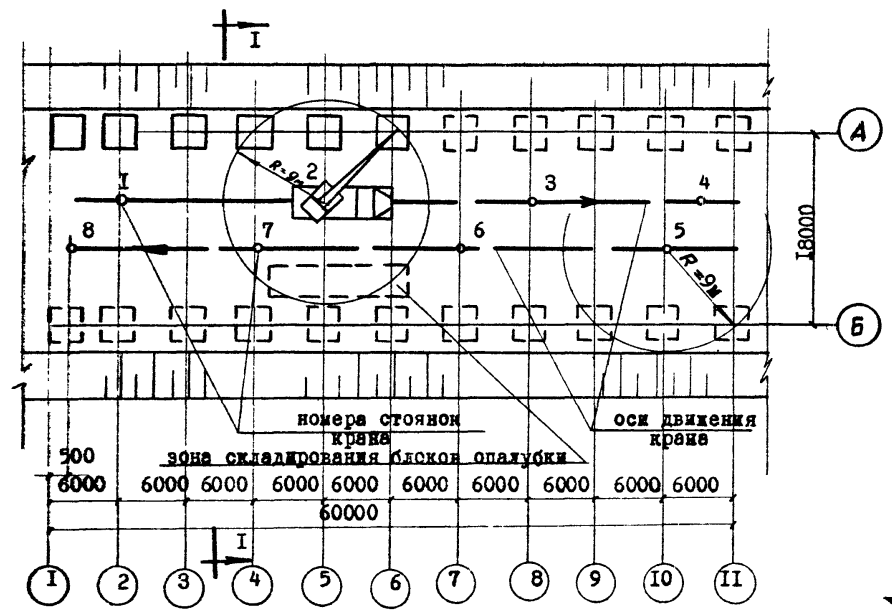 I
А
R=9м
2
I
3
4
8
7
6
5
R=9м
18000
Б
номера стоянок
крана
оси движения
крана
зона складирования блоков опалубки
500
6000 6000 6000 6000 6000 6000 6000 6000 6000 6000
60000
I
I 2 3 4 5 6 7 8 9 10 II